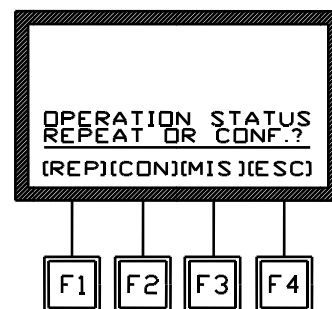 OPERATION STATUS
REPEAT OR CONF.?
[REP][CON][MIS][ESC]
F1 F2 F3 F4